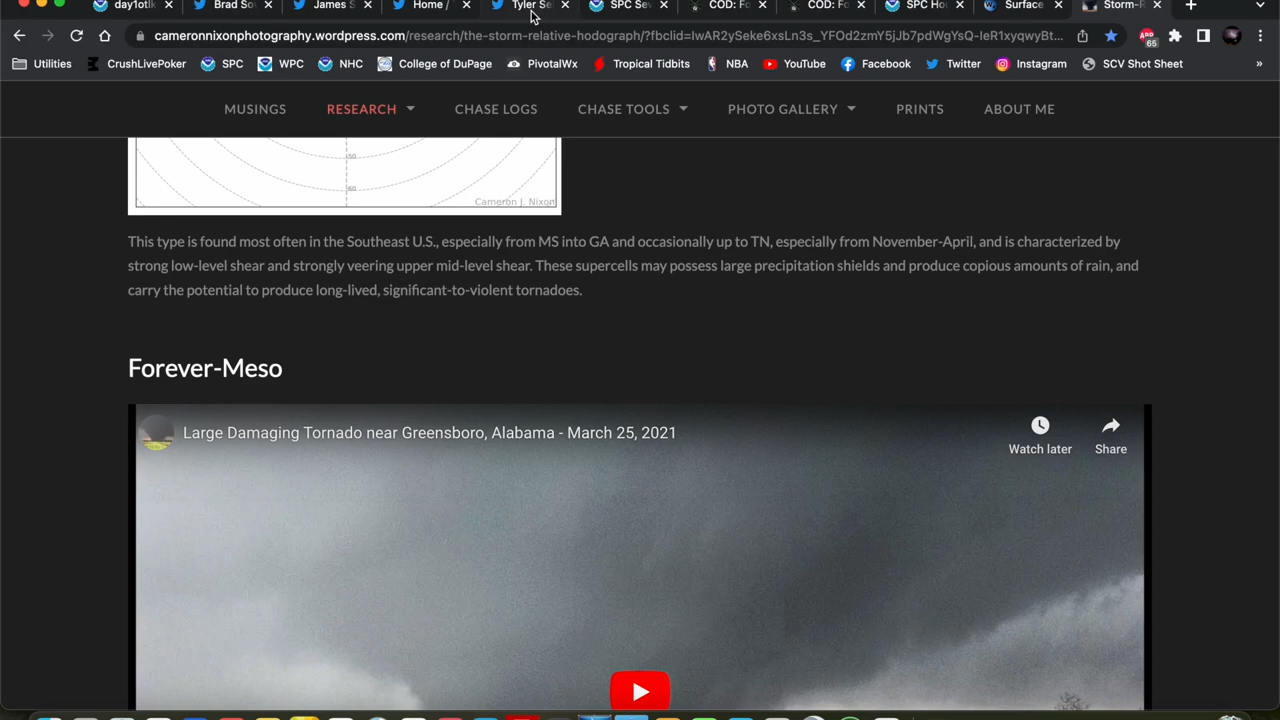 day1otlk
Brad So
James S
Home /
Tyler Se
SPC Sev
COD: Fo
COD: Fo
SPC Ho
Surface
Storm-R
cameronnixonphotography.wordpress.com/research/the-storm-relative-hodograph/?fbclid=IwAR2ySeke6xsLn3s_YFOd2zmY5jJb7pdWgYsQ-IeR1xyqwyBt...
65
Utilities CrushLivePoker SPC WPC NHC College of DuPage PivotalWx Tropical Tidbits NBA YouTube Facebook Twitter Instagram SCV Shot Sheet »
MUSINGS RESEARCH CHASE LOGS CHASE TOOLS PHOTO GALLERY PRINTS ABOUT ME
50
60
Cameron J. Nixon
This type is found most often in the Southeast U.S., especially from MS into GA and occasionally up to TN, especially from November-April, and is characterized by
strong low-level shear and strongly veering upper mid-level shear. These supercells may possess large precipitation shields and produce copious amounts of rain, and
carry the potential to produce long-lived, significant-to-violent tornadoes.
Forever-Meso
Large Damaging Tornado near Greensboro, Alabama - March 25, 2021
Watch later
Share